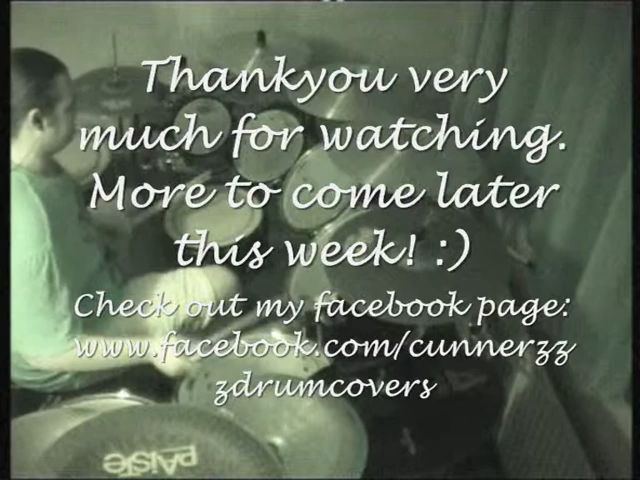 Thankyou very
much for watching.
More to come later
this week! :)
Check out my facebook page:
www.facebook.com/cunnerzz
zdrumcovers
PAiSTe